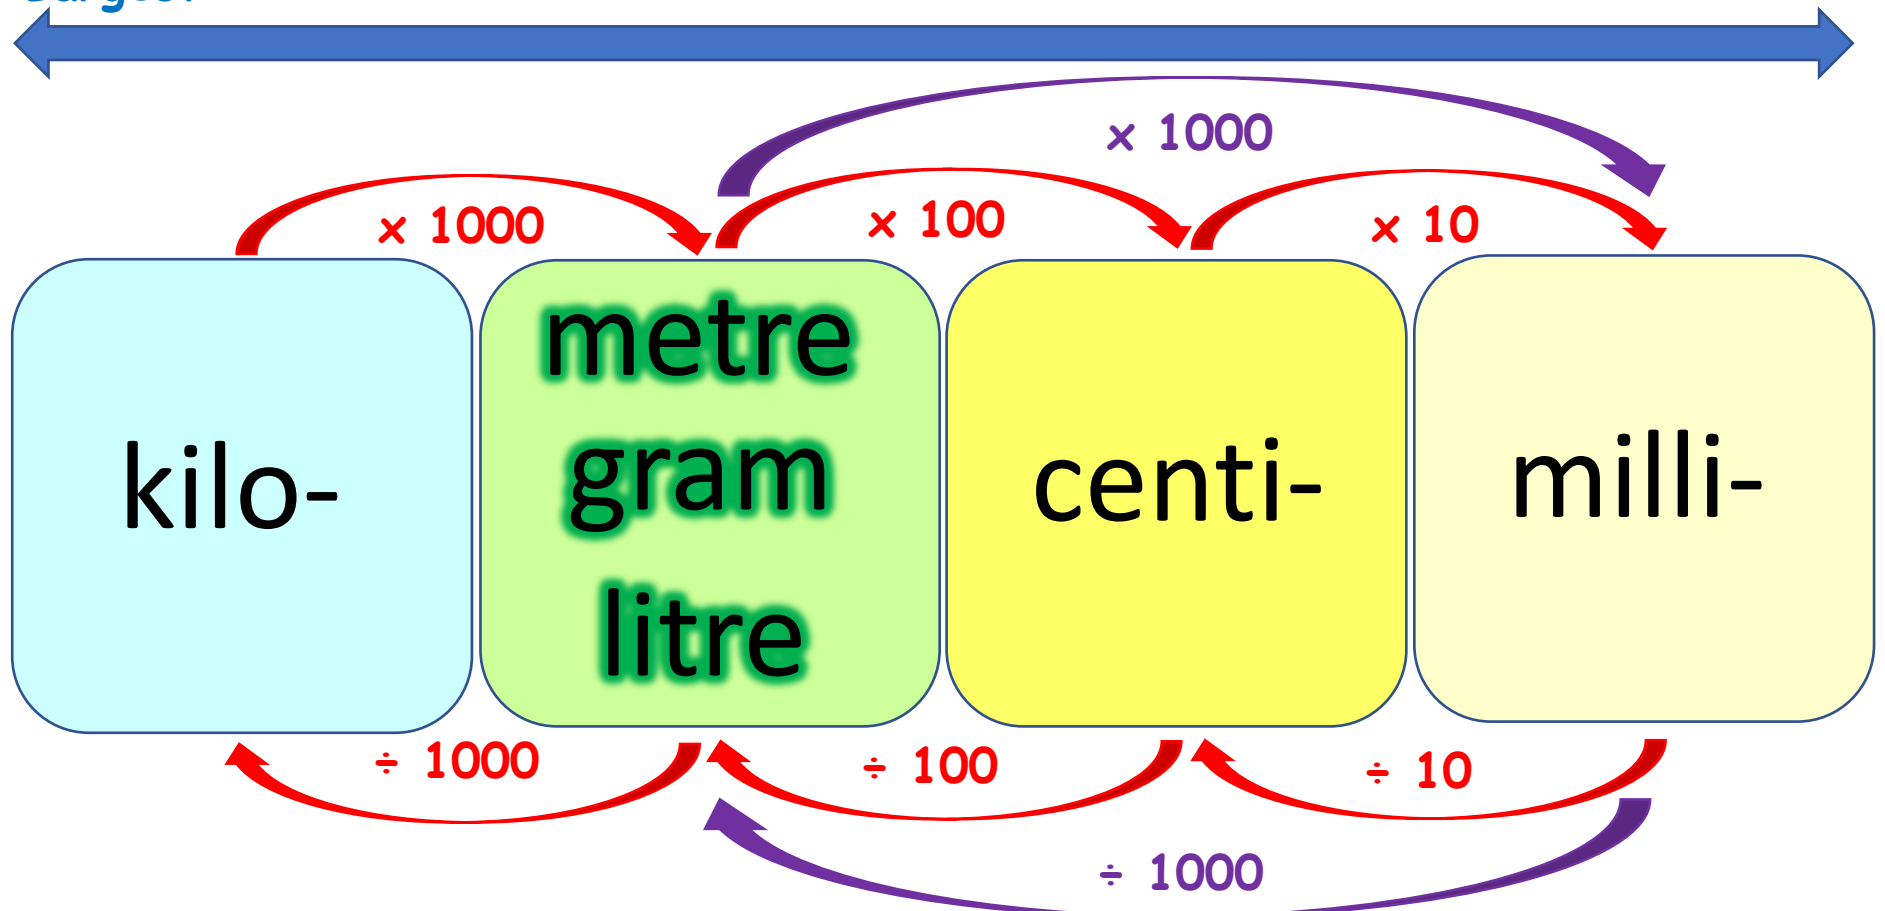 x 1000
x 1000
x 100
x 10
kilo-
metre
gram
litre
centi-
milli-
÷ 1000
÷ 100
÷ 10
÷ 1000